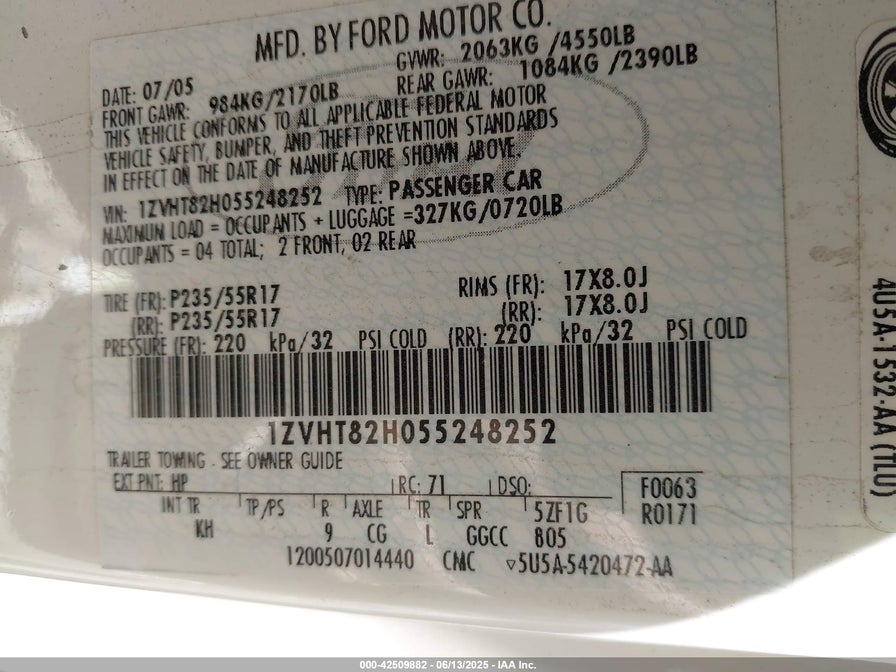 MFD. BY FORD MOTOR CO.
DATE: 07/05 GVWR: 2063KG /4550LB
FRONT GAWR: 984KG/2170LB REAR GAWR: 1084KG /2390LB
THIS VEHICLE CONFORMS TO ALL APPLICABLE FEDERAL MOTOR
VEHICLE SAFETY, BUMPER, AND THEFT PREVENTION STANDARDS
IN EFFECT ON THE DATE OF MANUFACTURE SHOWN ABOVE.
VIN: 1ZVHT82H055248252 TYPE: PASSENGER CAR
MAXIMUM LOAD = OCCUPANTS + LUGGAGE =327KG/0720LB
OCCUPANTS = 04 TOTAL; 2 FRONT, 02 REAR
TIRE (FR): P235/55R17 RIMS (FR): 17X8.0J
(RR): P235/55R17 (RR): 17X8.0J
PRESSURE (FR): 220 kPa/32 PSI COLD (RR): 220 kPa/32 PSI COLD
1ZVHT82H055248252
TRAILER TOWING - SEE OWNER GUIDE
EXT PNT: HP RC: 71 DSO: F0063
INT TR TP/PS R AXLE TR SPR 5ZF1G R0171
KH 9 CG L GGCC 805
1200507014440 CMC ▽5U5A-5420472-AA
4U5A-1532-AA (TLU)
000-42509882 - 06/13/2025 - IAA Inc.